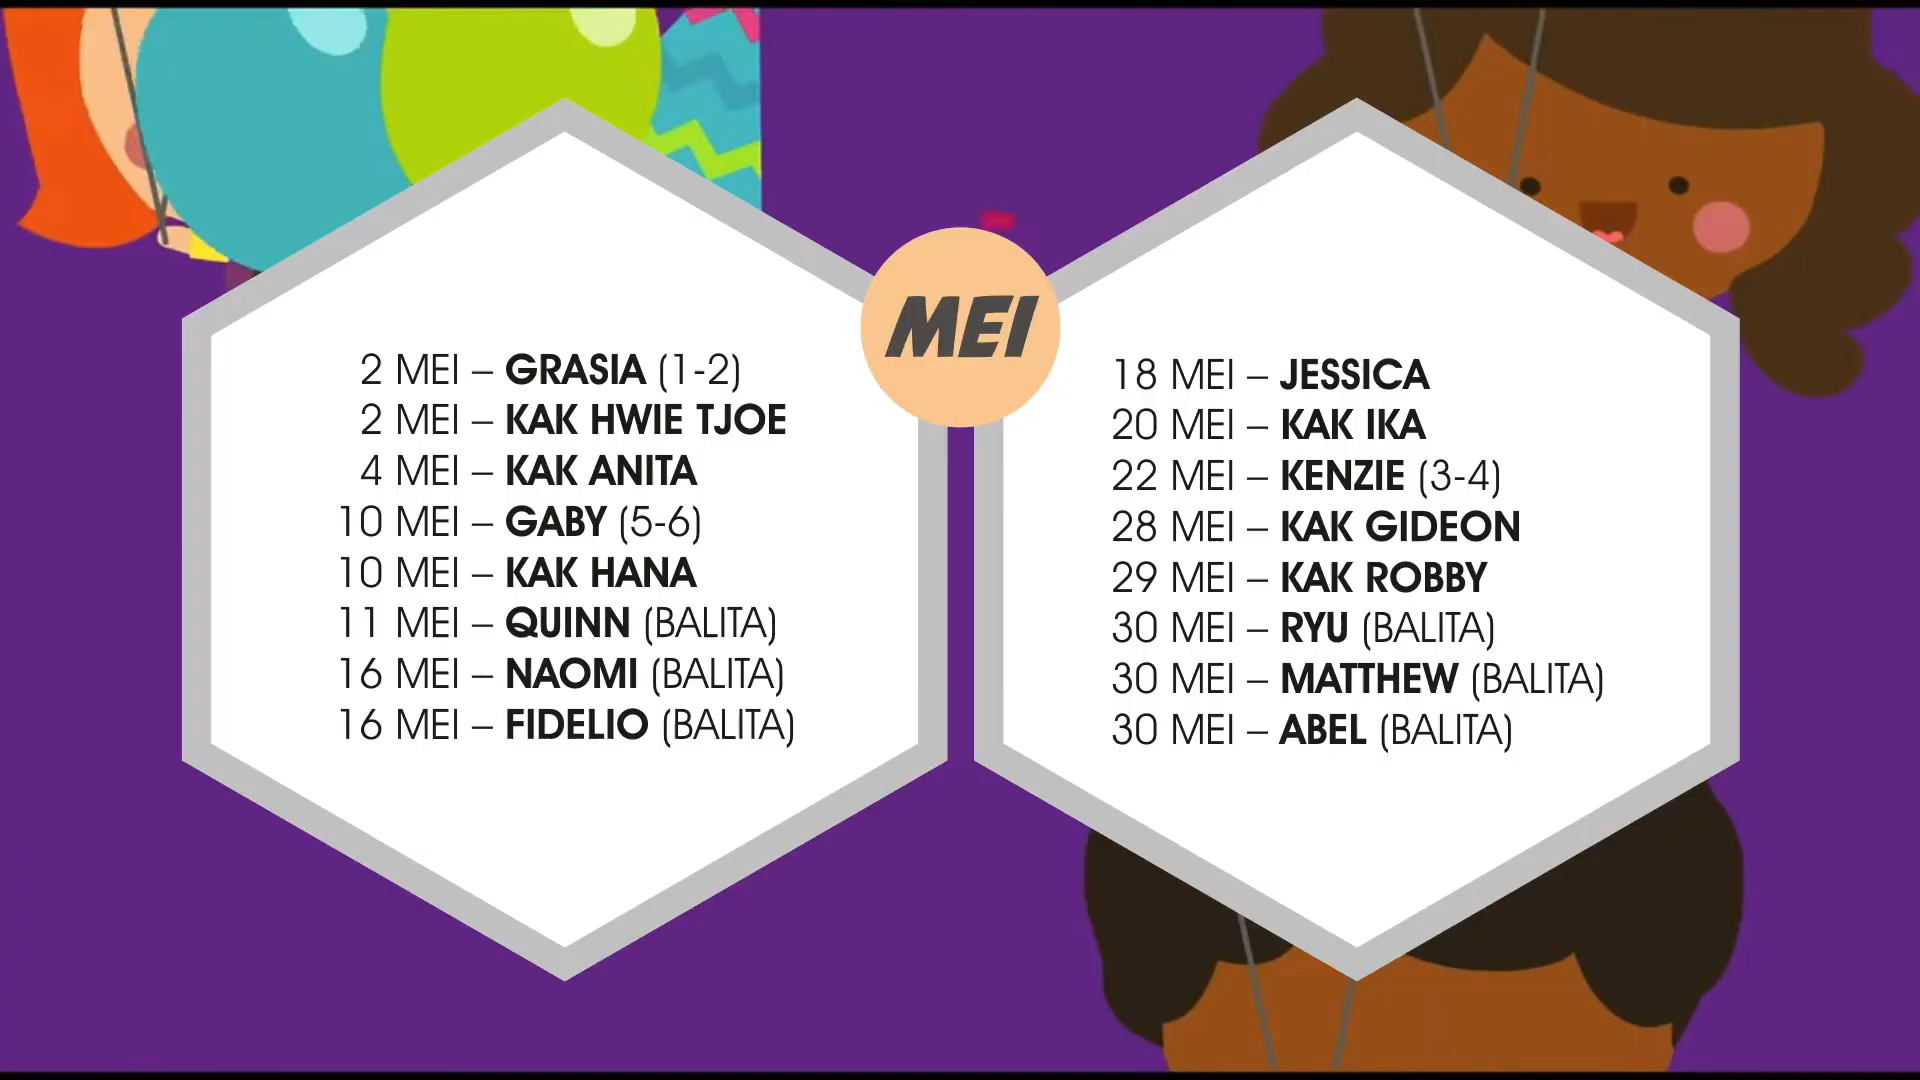 MEI
2 MEI – GRASIA (1-2)
2 MEI – KAK HWIE TJOE
4 MEI – KAK ANITA
10 MEI – GABY (5-6)
10 MEI – KAK HANA
11 MEI – QUINN (BALITA)
16 MEI – NAOMI (BALITA)
16 MEI – FIDELIO (BALITA)
18 MEI – JESSICA
20 MEI – KAK IKA
22 MEI – KENZIE (3-4)
28 MEI – KAK GIDEON
29 MEI – KAK ROBBY
30 MEI – RYU (BALITA)
30 MEI – MATTHEW (BALITA)
30 MEI – ABEL (BALITA)